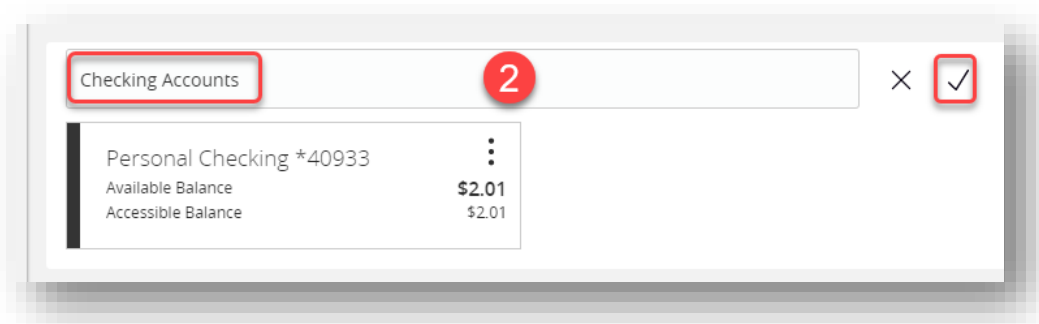 Checking Accounts 2
Personal Checking *40933
Available Balance $2.01
Accessible Balance $2.01